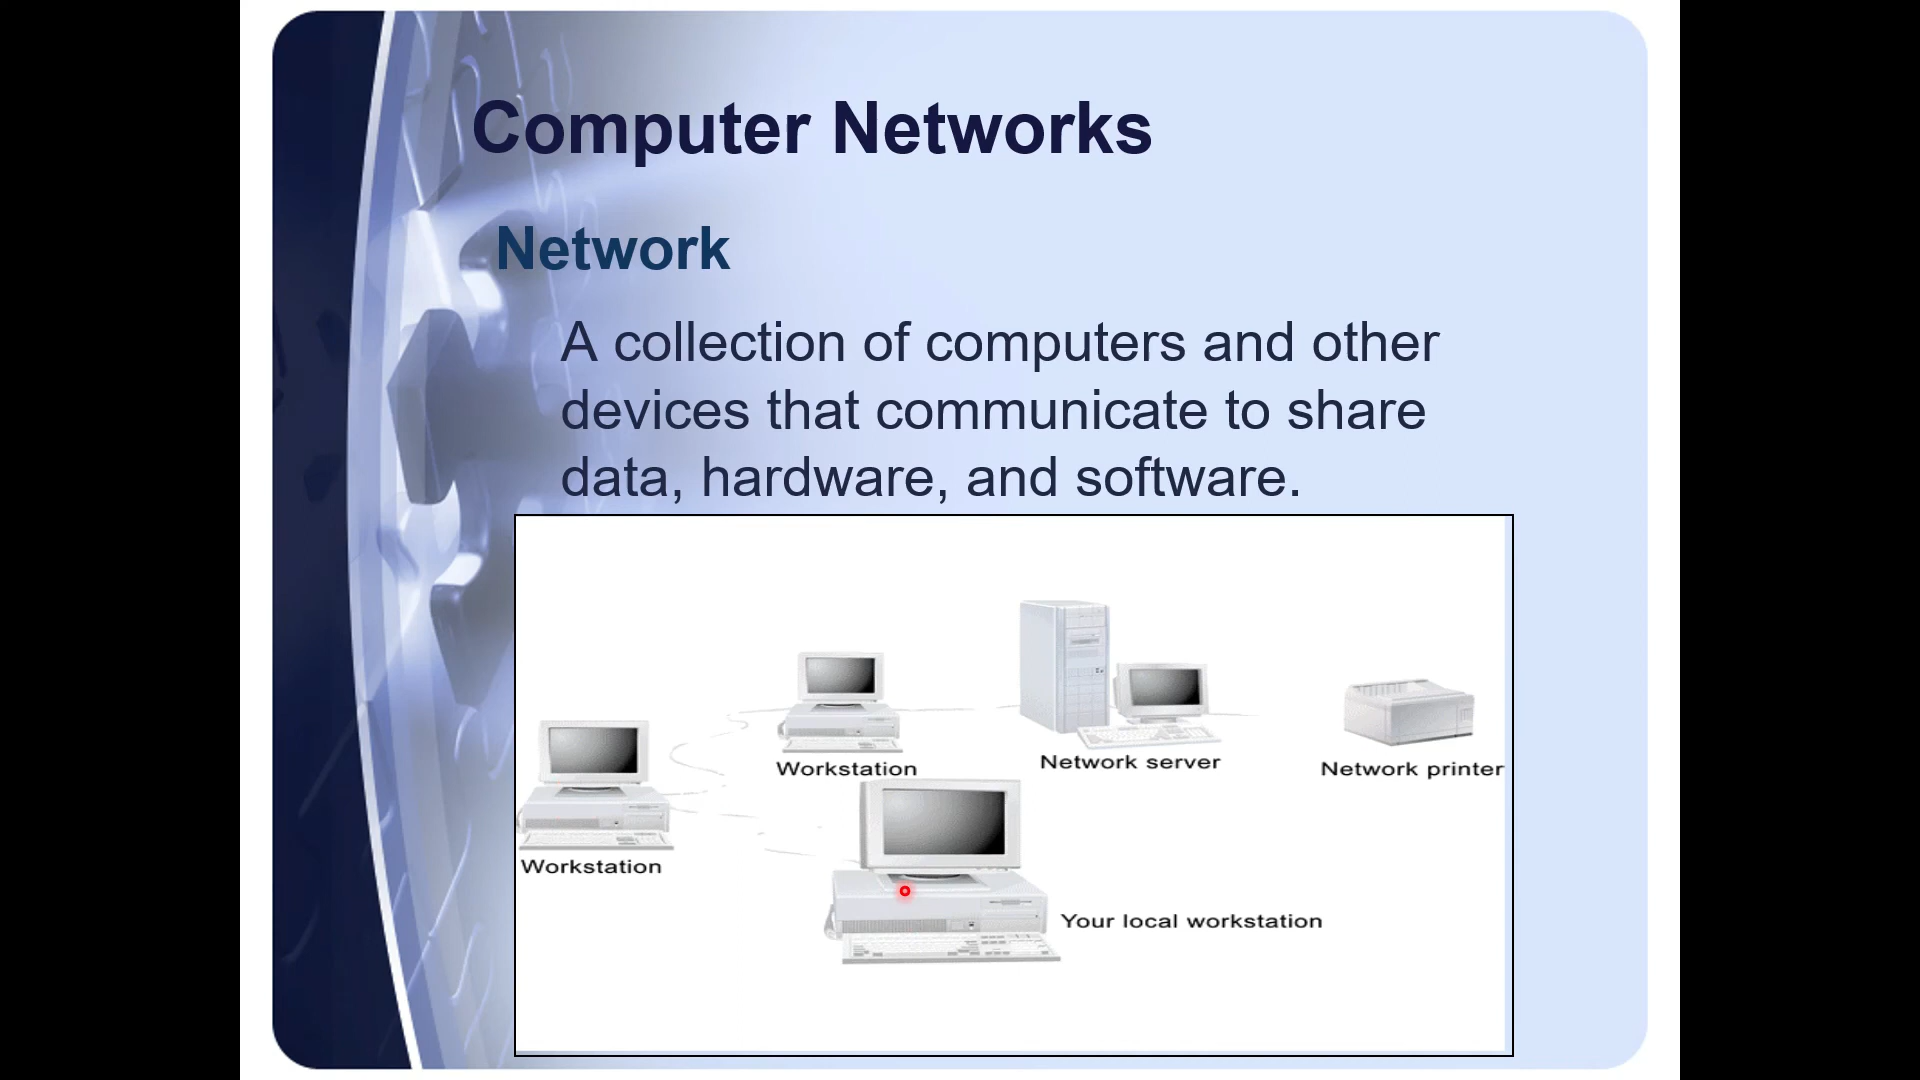 Computer Networks
Network
A collection of computers and other
devices that communicate to share
data, hardware, and software.
Workstation
Network server
Network printer
Workstation
Your local workstation